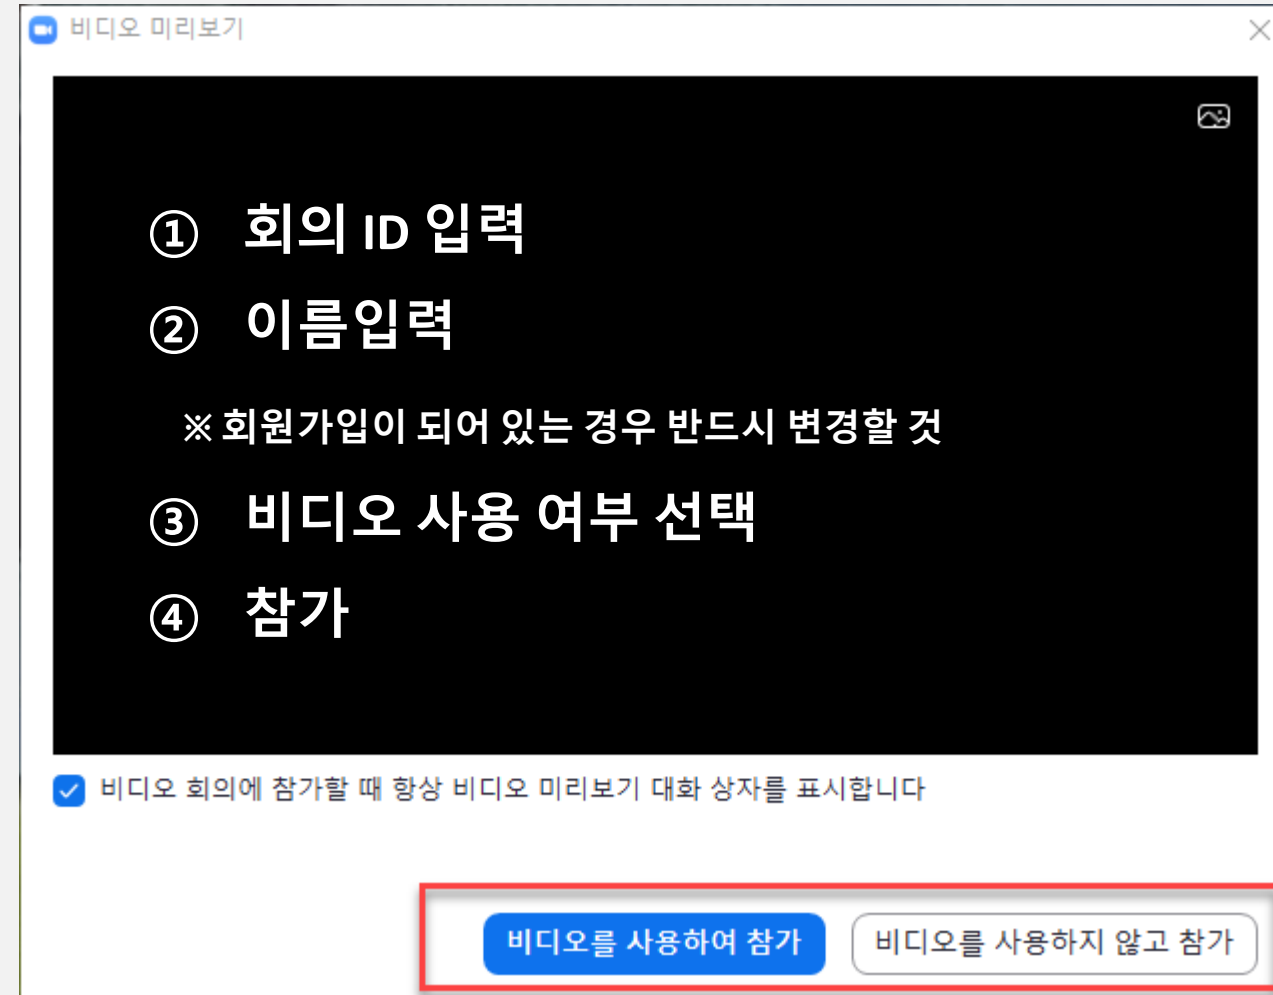 비디오 미리보기
① 회의 ID 입력
② 이름입력
※ 회원가입이 되어 있는 경우 반드시 변경할 것
③ 비디오 사용 여부 선택
④ 참가
비디오 회의에 참가할 때 항상 비디오 미리보기 대화 상자를 표시합니다
비디오를 사용하여 참가 비디오를 사용하지 않고 참가